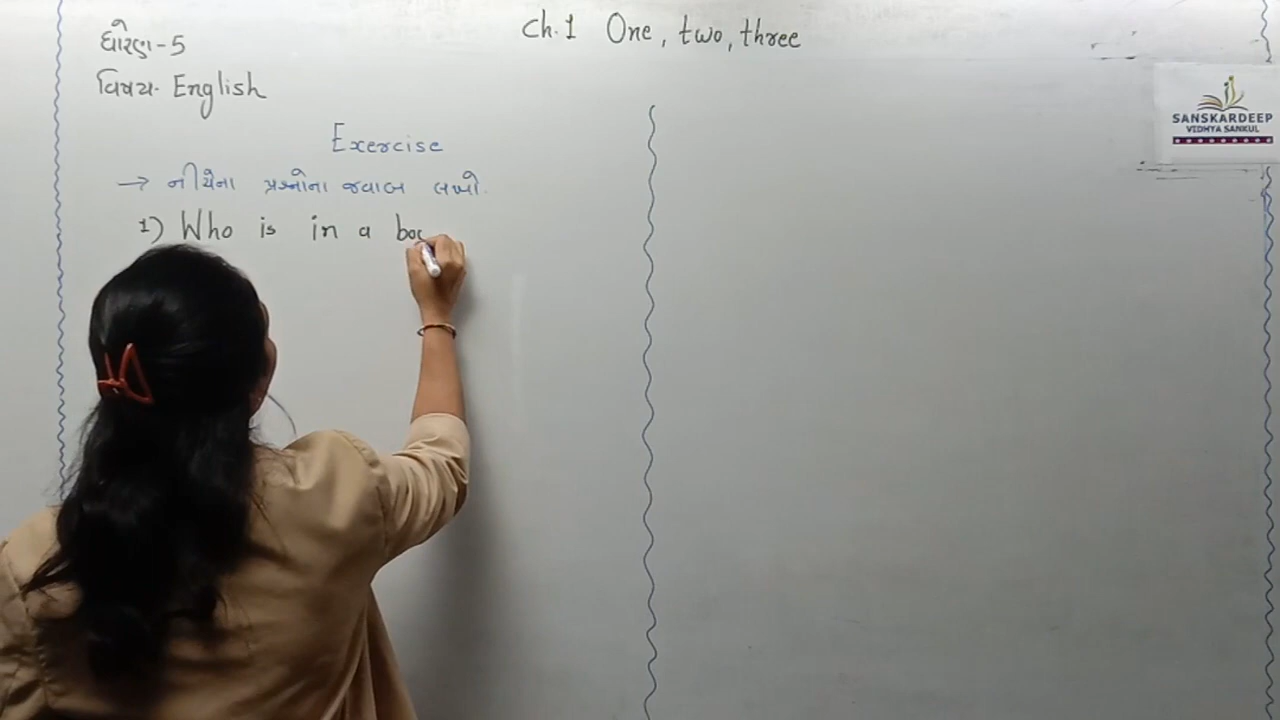 Ch.1 One, two, three
ધોરણ-5
વિષય- English
Exercise
→ નીચેના પ્રશ્નોના જવાબ લખો.
1) Who is in a
SANSKARDEEP
VIDHYA SANKUL